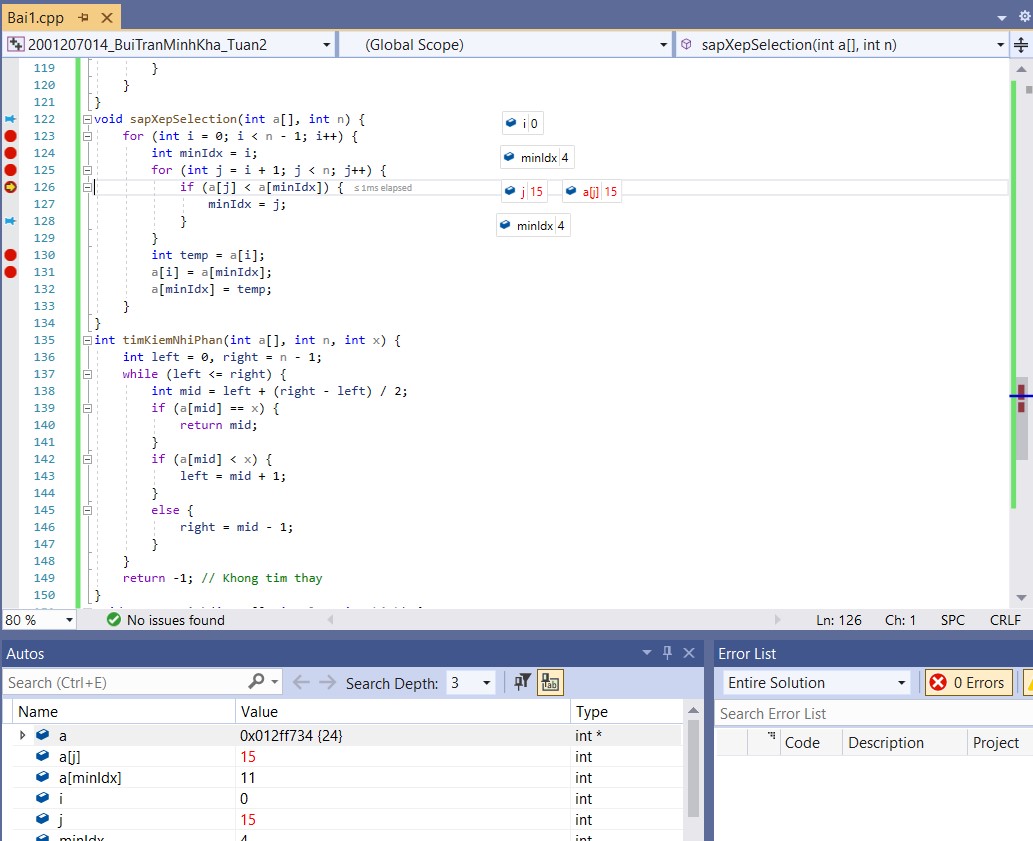 Bai1.cpp
2001207014_BuiTranMinhKha_Tuan2 (Global Scope) sapXepSelection(int a[], int n)
119 }
120 }
121 }
122 void sapXepSelection(int a[], int n) {
123 for (int i = 0; i < n - 1; i++) { i 0
124 int minIdx = i; minIdx 4
125 for (int j = i + 1; j < n; j++) {
126 if (a[j] < a[minIdx]) { ≤ 1ms elapsed j 15 a[j] 15
127 minIdx = j;
128 } minIdx 4
129 }
130 int temp = a[i];
131 a[i] = a[minIdx];
132 a[minIdx] = temp;
133 }
134 }
135 int timKiemNhiPhan(int a[], int n, int x) {
136 int left = 0, right = n - 1;
137 while (left <= right) {
138 int mid = left + (right - left) / 2;
139 if (a[mid] == x) {
140 return mid;
141 }
142 if (a[mid] < x) {
143 left = mid + 1;
144 }
145 else {
146 right = mid - 1;
147 }
148 }
149 return -1; // Khong tim thay
150 }
80 % No issues found Ln: 126 Ch: 1 SPC CRLF
Autos
Search (Ctrl+E) Search Depth: 3
Name Value Type
a 0x012ff734 {24} int *
a[j] 15 int
a[minIdx] 11 int
i 0 int
j 15 int
minIdx 4 int
Error List
Entire Solution 0 Errors
Search Error List
Code Description Project